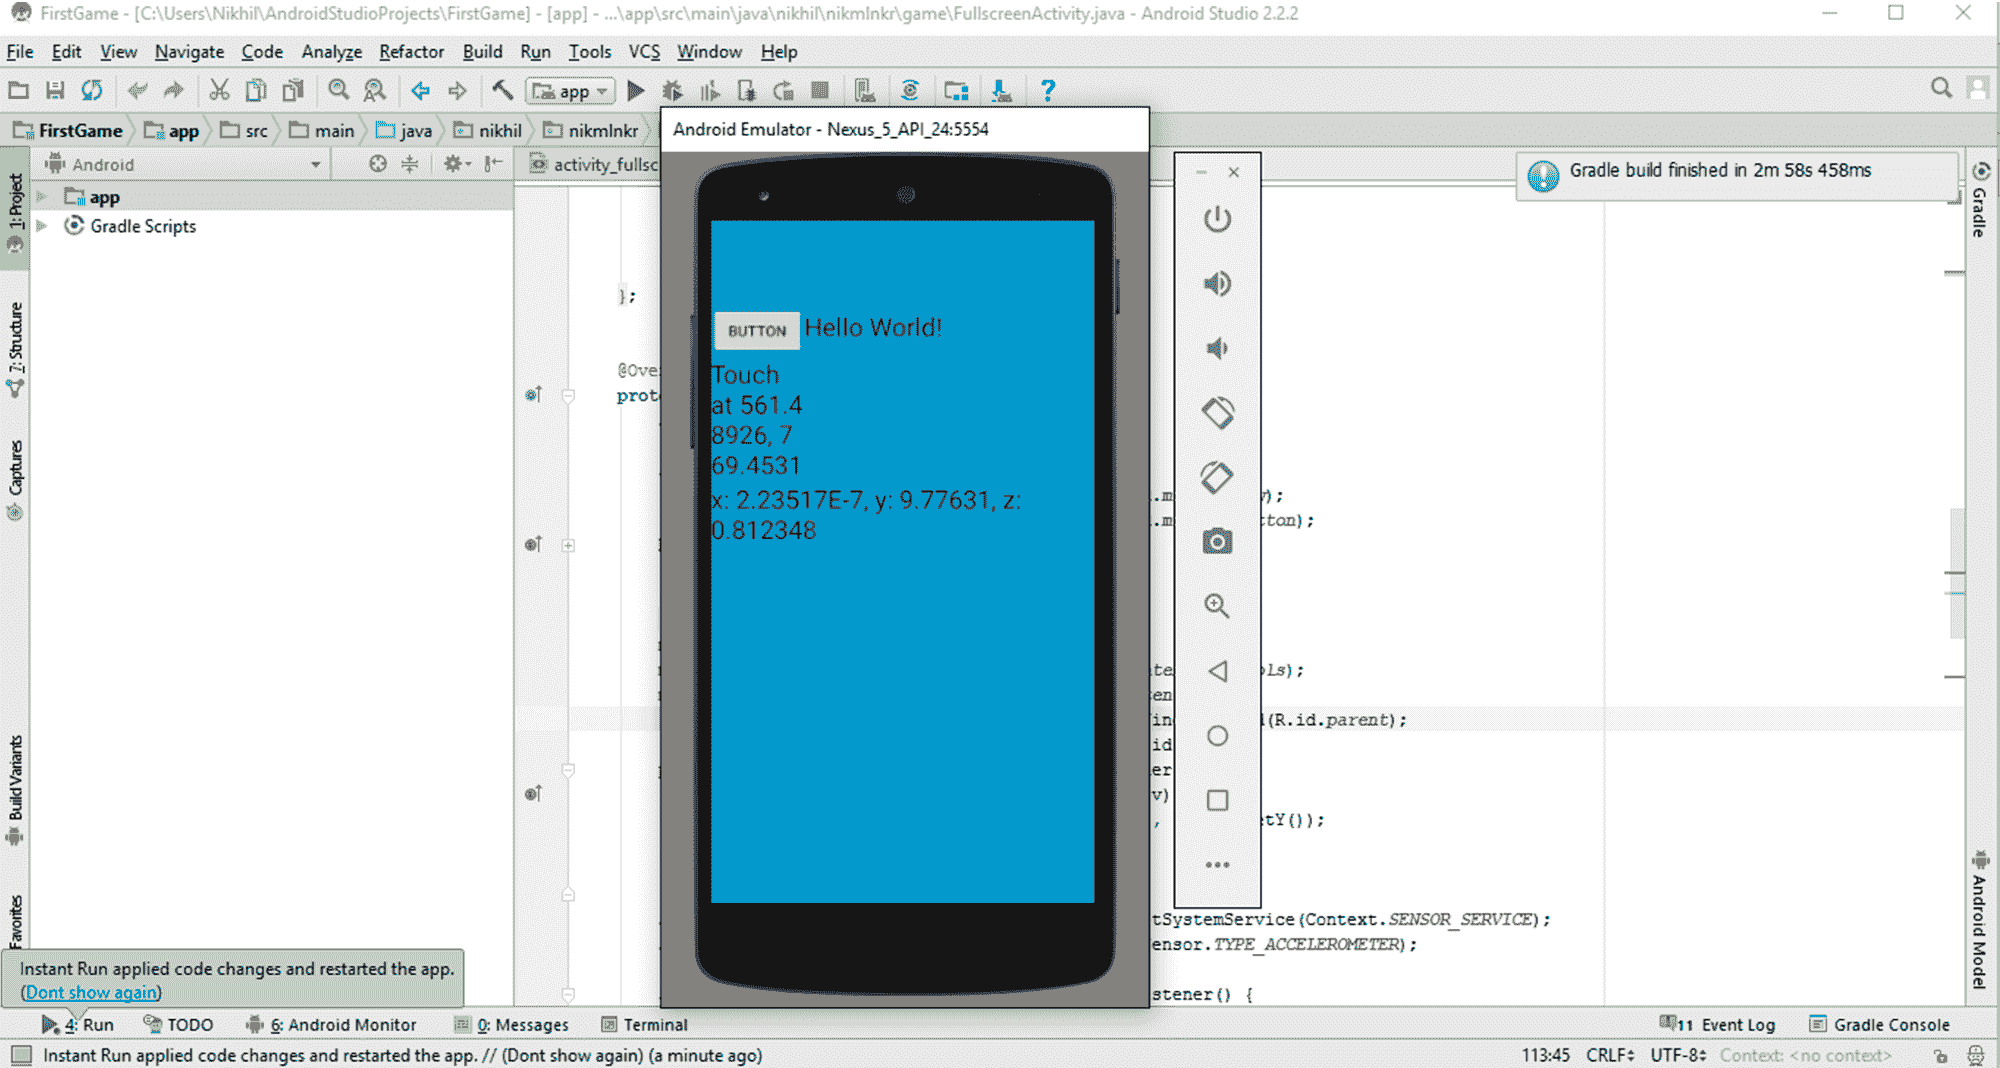 FirstGame - [C:\Users\Nikhil\AndroidStudioProjects\FirstGame] - [app] - ...\app\src\main\java\nikhil\nikmlnkr\game\FullscreenActivity.java - Android Studio 2.2.2
File Edit View Navigate Code Analyze Refactor Build Run Tools VCS Window Help
app
FirstGame app src main java nikhil nikmlnkr
Android Emulator - Nexus_5_API_24:5554
Android
activity_fullsc
Gradle build finished in 2m 58s 458ms
1: Project
7: Structure
Captures
Build Variants
Favorites
app
Gradle Scripts
};
@Ove
prot
BUTTON Hello World!
Touch
at 561.4
8926, 7
69.4531
x: 2.23517E-7, y: 9.77631, z:
0.812348
);
tton);
ls);
(R.id.parent);
id
er
v)
tY());
tSystemService(Context.SENSOR_SERVICE);
ensor.TYPE_ACCELEROMETER);
stener() {
Gradle
Android Model
Instant Run applied code changes and restarted the app.
(Dont show again)
4: Run TODO 6: Android Monitor 0: Messages Terminal 11 Event Log Gradle Console
Instant Run applied code changes and restarted the app. // (Dont show again) (a minute ago) 113:45 CRLF UTF-8 Context: <no context>